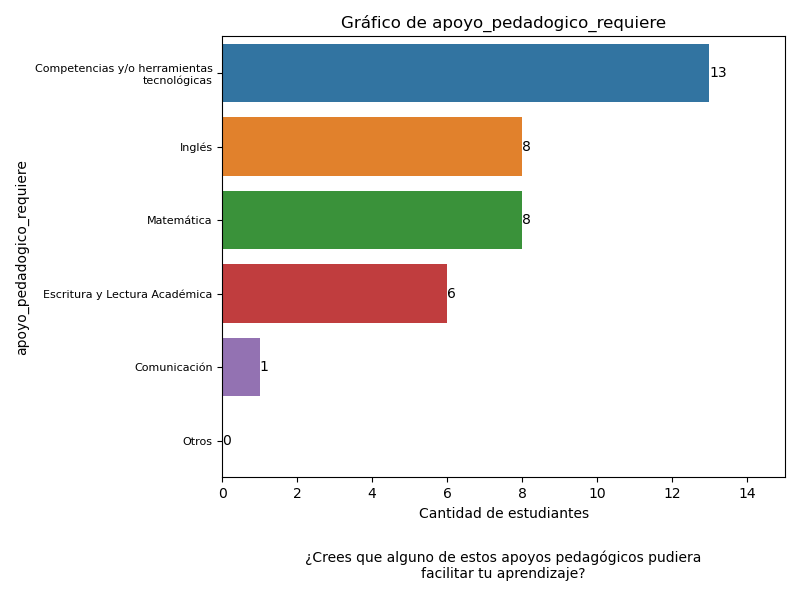 Gráfico de apoyo_pedadogico_requiere
apoyo_pedadogico_requiere
Competencias y/o herramientas
tecnológicas
13
Inglés
8
Matemática
8
Escritura y Lectura Académica
6
Comunicación
1
Otros
0
0 2 4 6 8 10 12 14
Cantidad de estudiantes
¿Crees que alguno de estos apoyos pedagógicos pudiera
facilitar tu aprendizaje?